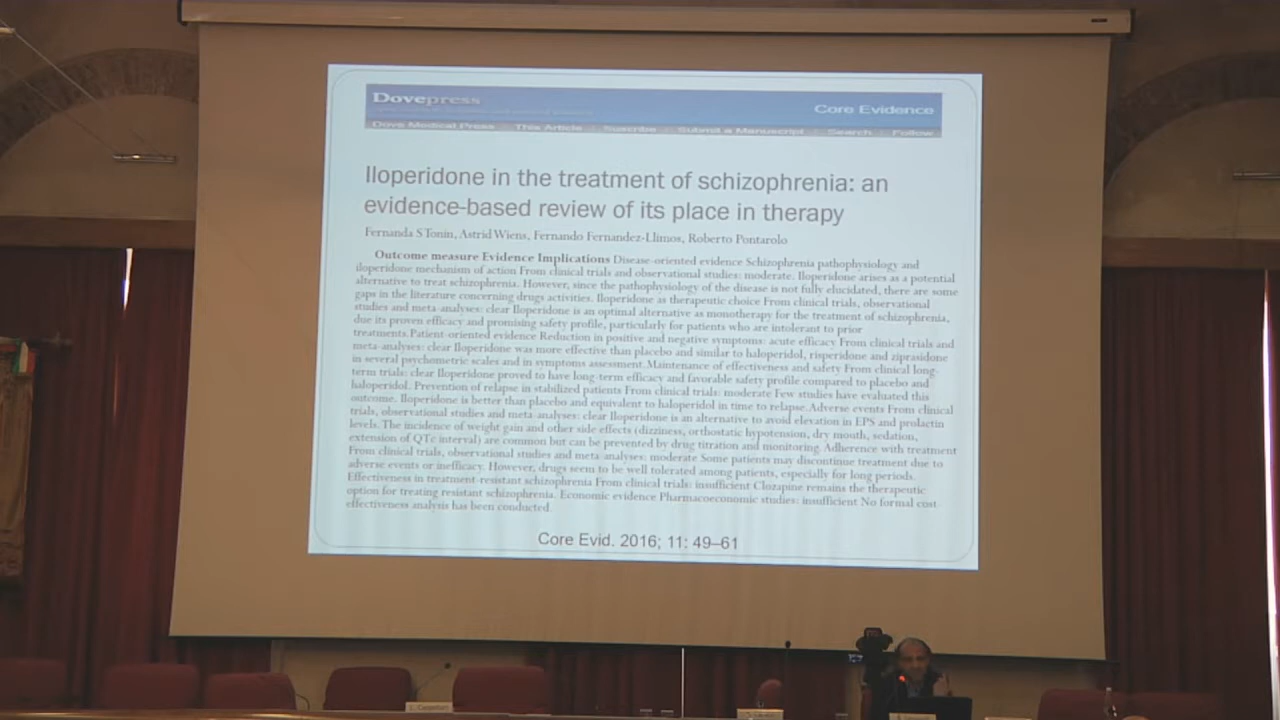 Dovepress
Core Evidence
Dove Medical Press This Article Suscribe Submit a Manuscript Search Follow
Iloperidone in the treatment of schizophrenia: an
evidence-based review of its place in therapy
Fernanda S Tonin, Astrid Wiens, Fernando Fernandez-Llimos, Roberto Pontarolo
Outcome measure Evidence Implications Disease-oriented evidence Schizophrenia pathophysiology and
iloperidone mechanism of action From clinical trials and observational studies: moderate. Iloperidone arises as a potential
alternative to treat schizophrenia. However, since the pathophysiology of the disease is not fully elucidated, there are some
gaps in the literature concerning drugs activities. Iloperidone as therapeutic choice From clinical trials, observational
studies and meta-analyses: clear Iloperidone is an optimal alternative as monotherapy for the treatment of schizophrenia,
due its proven efficacy and promising safety profile, particularly for patients who are intolerant to prior
treatments.Patient-oriented evidence Reduction in positive and negative symptoms: acute efficacy From clinical trials and
meta-analyses: clear Iloperidone was more effective than placebo and similar to haloperidol, risperidone and ziprasidone
in several psychometric scales and in symptoms assessment.Maintenance of effectiveness and safety From clinical long-
term trials: clear Iloperidone proved to have long-term efficacy and favorable safety profile compared to placebo and
haloperidol. Prevention of relapse in stabilized patients From clinical trials: moderate Few studies have evaluated this
outcome. Iloperidone is better than placebo and equivalent to haloperidol in time to relapse.Adverse events From clinical
trials, observational studies and meta-analyses: clear Iloperidone is an alternative to avoid elevation in EPS and prolactin
levels. The incidence of weight gain and other side effects (dizziness, orthostatic hypotension, dry mouth, sedation,
extension of QTc interval) are common but can be prevented by drug titration and monitoring.Adherence with treatment
From clinical trials, observational studies and meta-analyses: moderate Some patients may discontinue treatment due to
adverse events or inefficacy. However, drugs seem to be well tolerated among patients, especially for long periods.
Effectiveness in treatment-resistant schizophrenia From clinical trials: insufficient Clozapine remains the therapeutic
option for treating resistant schizophrenia. Economic evidence Pharmacoeconomic studies: insufficient No formal cost
effectiveness analysis has been conducted.
Core Evid. 2016; 11: 49–61